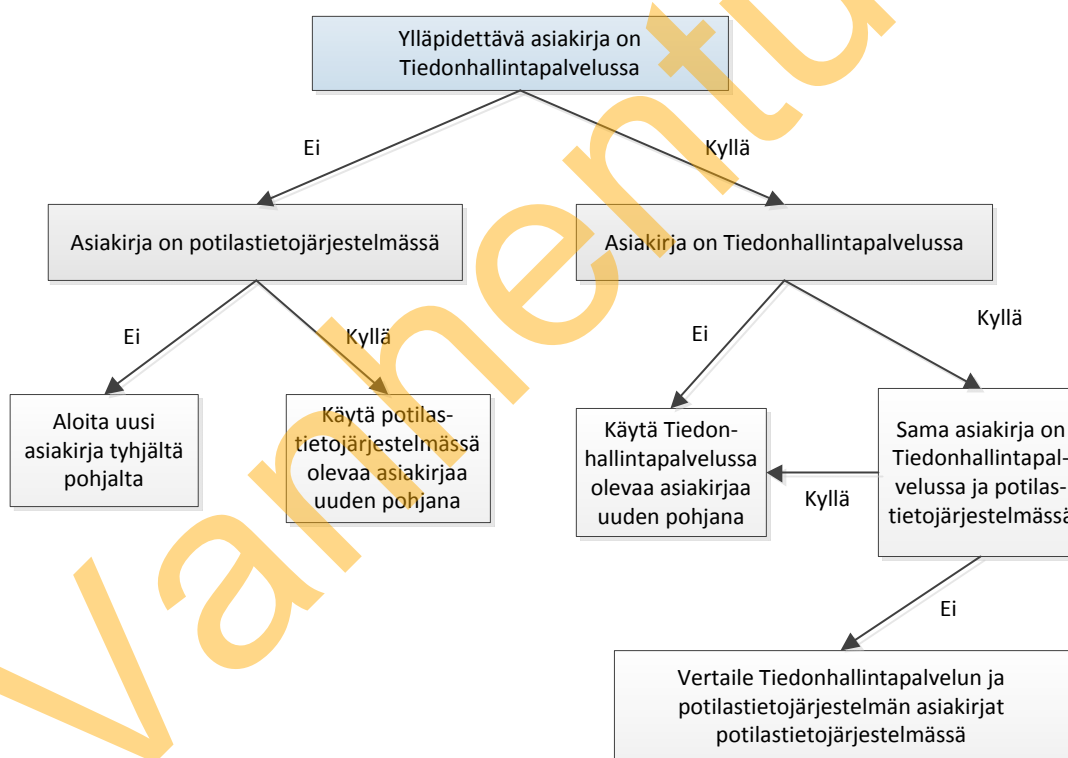 Ylläpidettävä asiakirja on
Tiedonhallintapalvelussa
Ei
Kyllä
Asiakirja on potilastietojärjestelmässä
Asiakirja on Tiedonhallintapalvelussa
Ei
Kyllä
Ei
Kyllä
Aloita uusi
asiakirja tyhjältä
pohjalta
Käytä potilas-
tietojärjestelmässä
olevaa asiakirjaa
uuden pohjana
Käytä Tiedon-
hallintapalvelussa
olevaa asiakirjaa
uuden pohjana
Kyllä
Sama asiakirja on
Tiedonhallintapal-
velussa ja potilas-
tietojärjestelmässä
Ei
Vertaile Tiedonhallintapalvelun ja
potilastietojärjestelmän asiakirjat
potilastietojärjestelmässä
Vanhentu